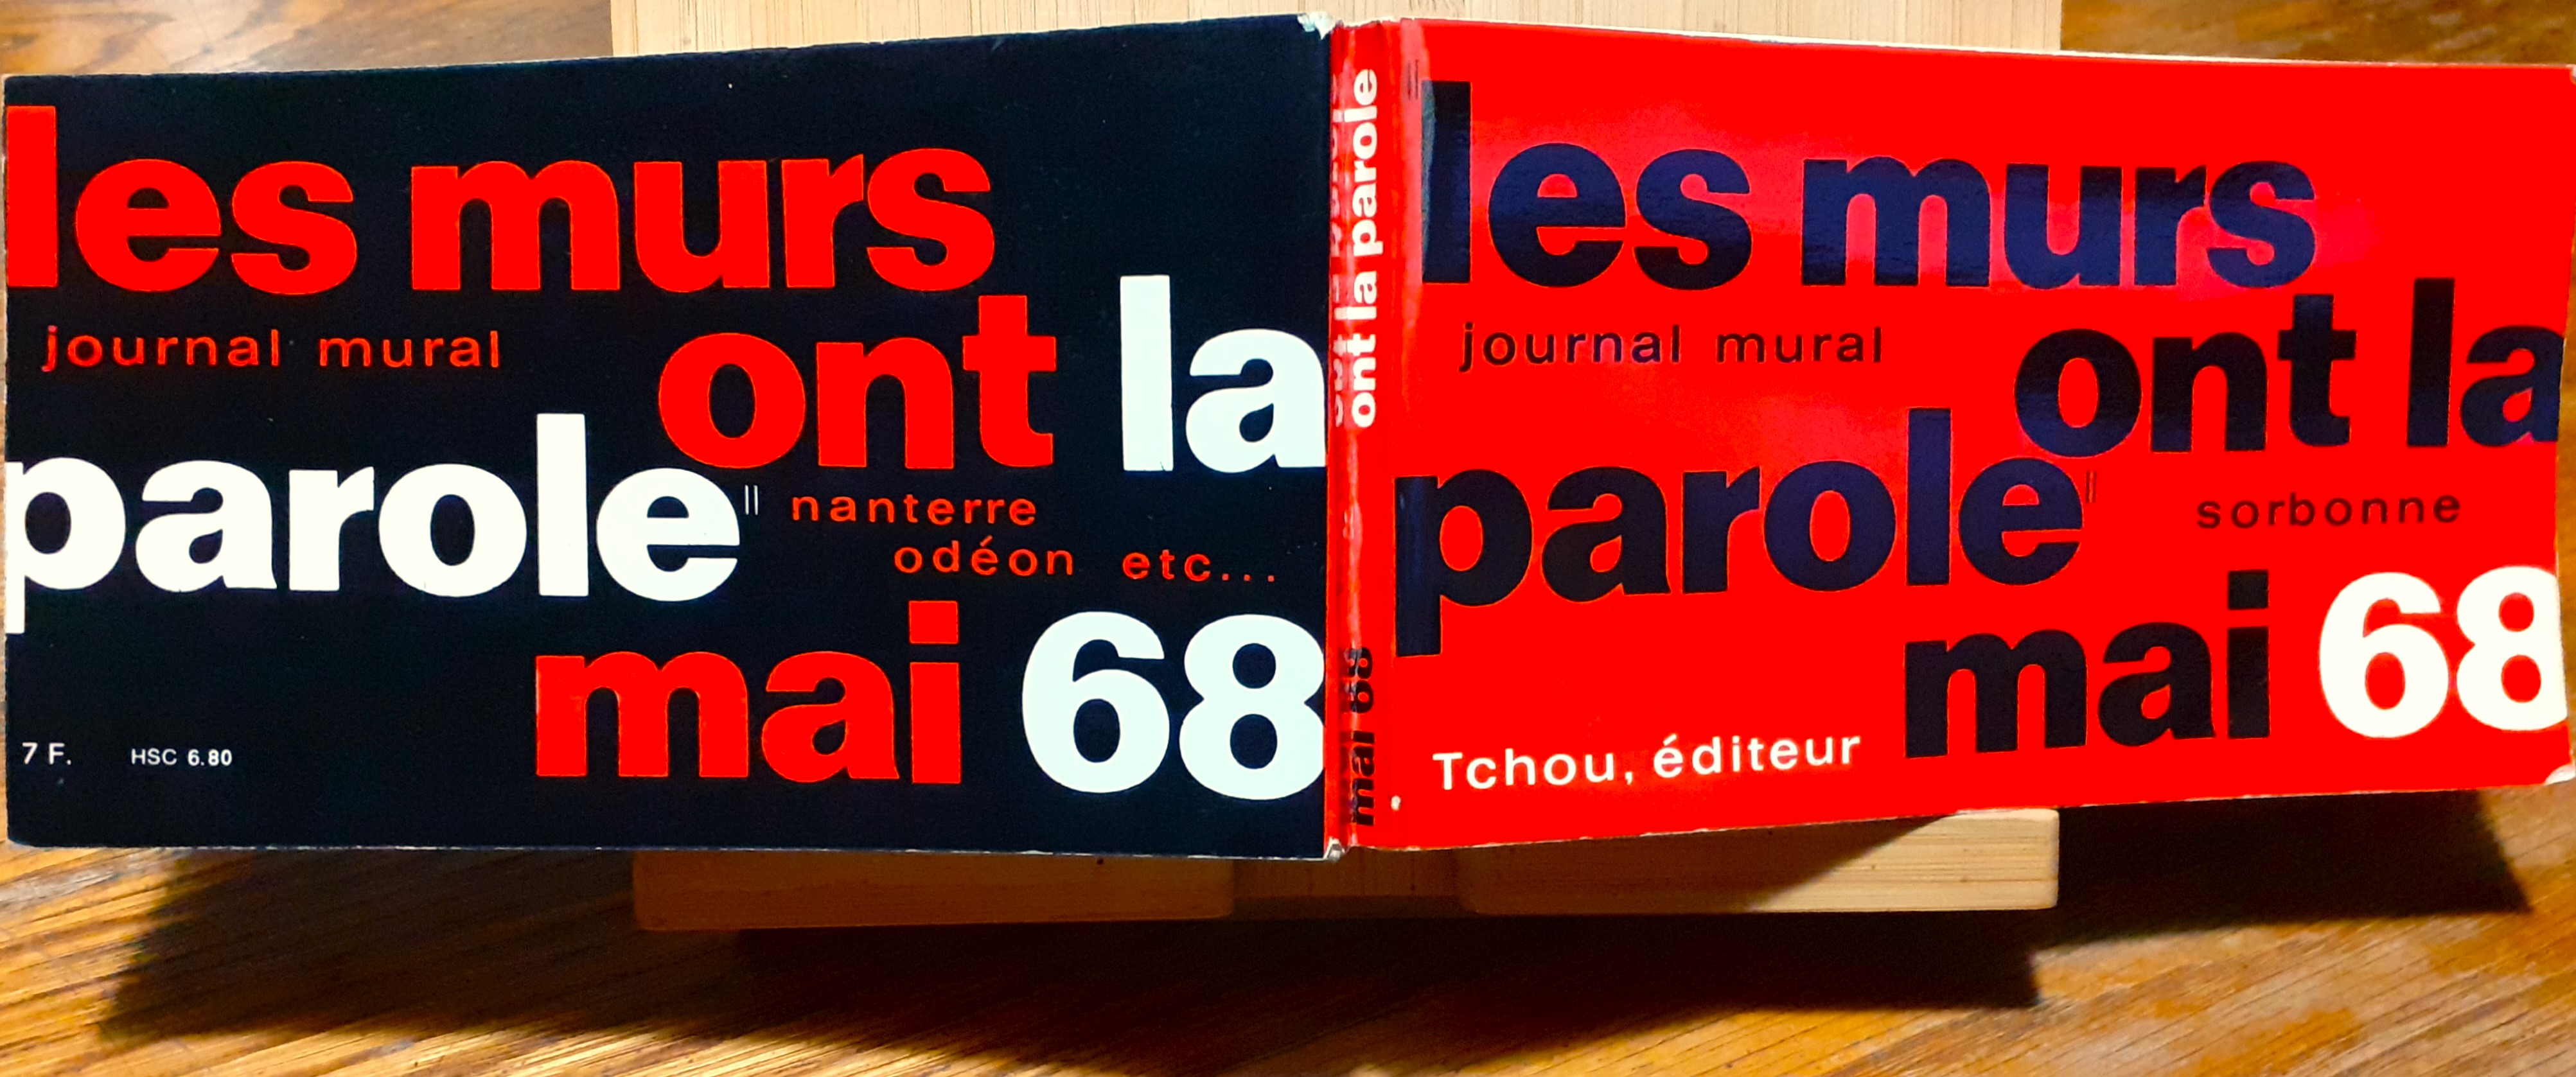 les murs
journal mural
ont la
parole"
nanterre
odéon etc...
mai 68
7 F. HSC 6.80
ont la parole
mai 68
les murs
journal mural
ont la
parole"
sorbonne
mai 68
Tchou, éditeur